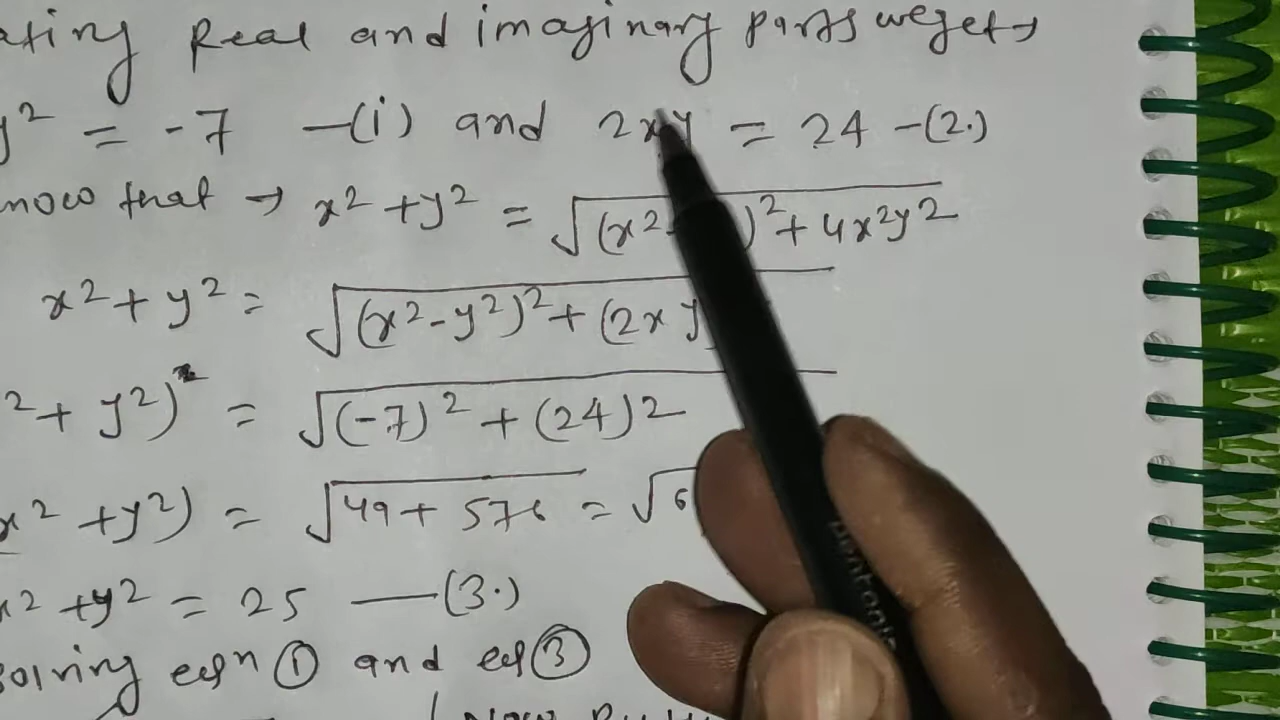 ating Real and imaginary parts we get →
y² = -7 —(i) and 2xy = 24 —(2.)
now that → x² + y² = √(x² )² + 4x²y²
x² + y² = √(x² - y²)² + (2xy
² + y²) = √(-7)² + (24)²
x² + y²) = √49 + 576 = √6
x² + y² = 25 —(3.)
solving eqn ① and eq ③
pentonic